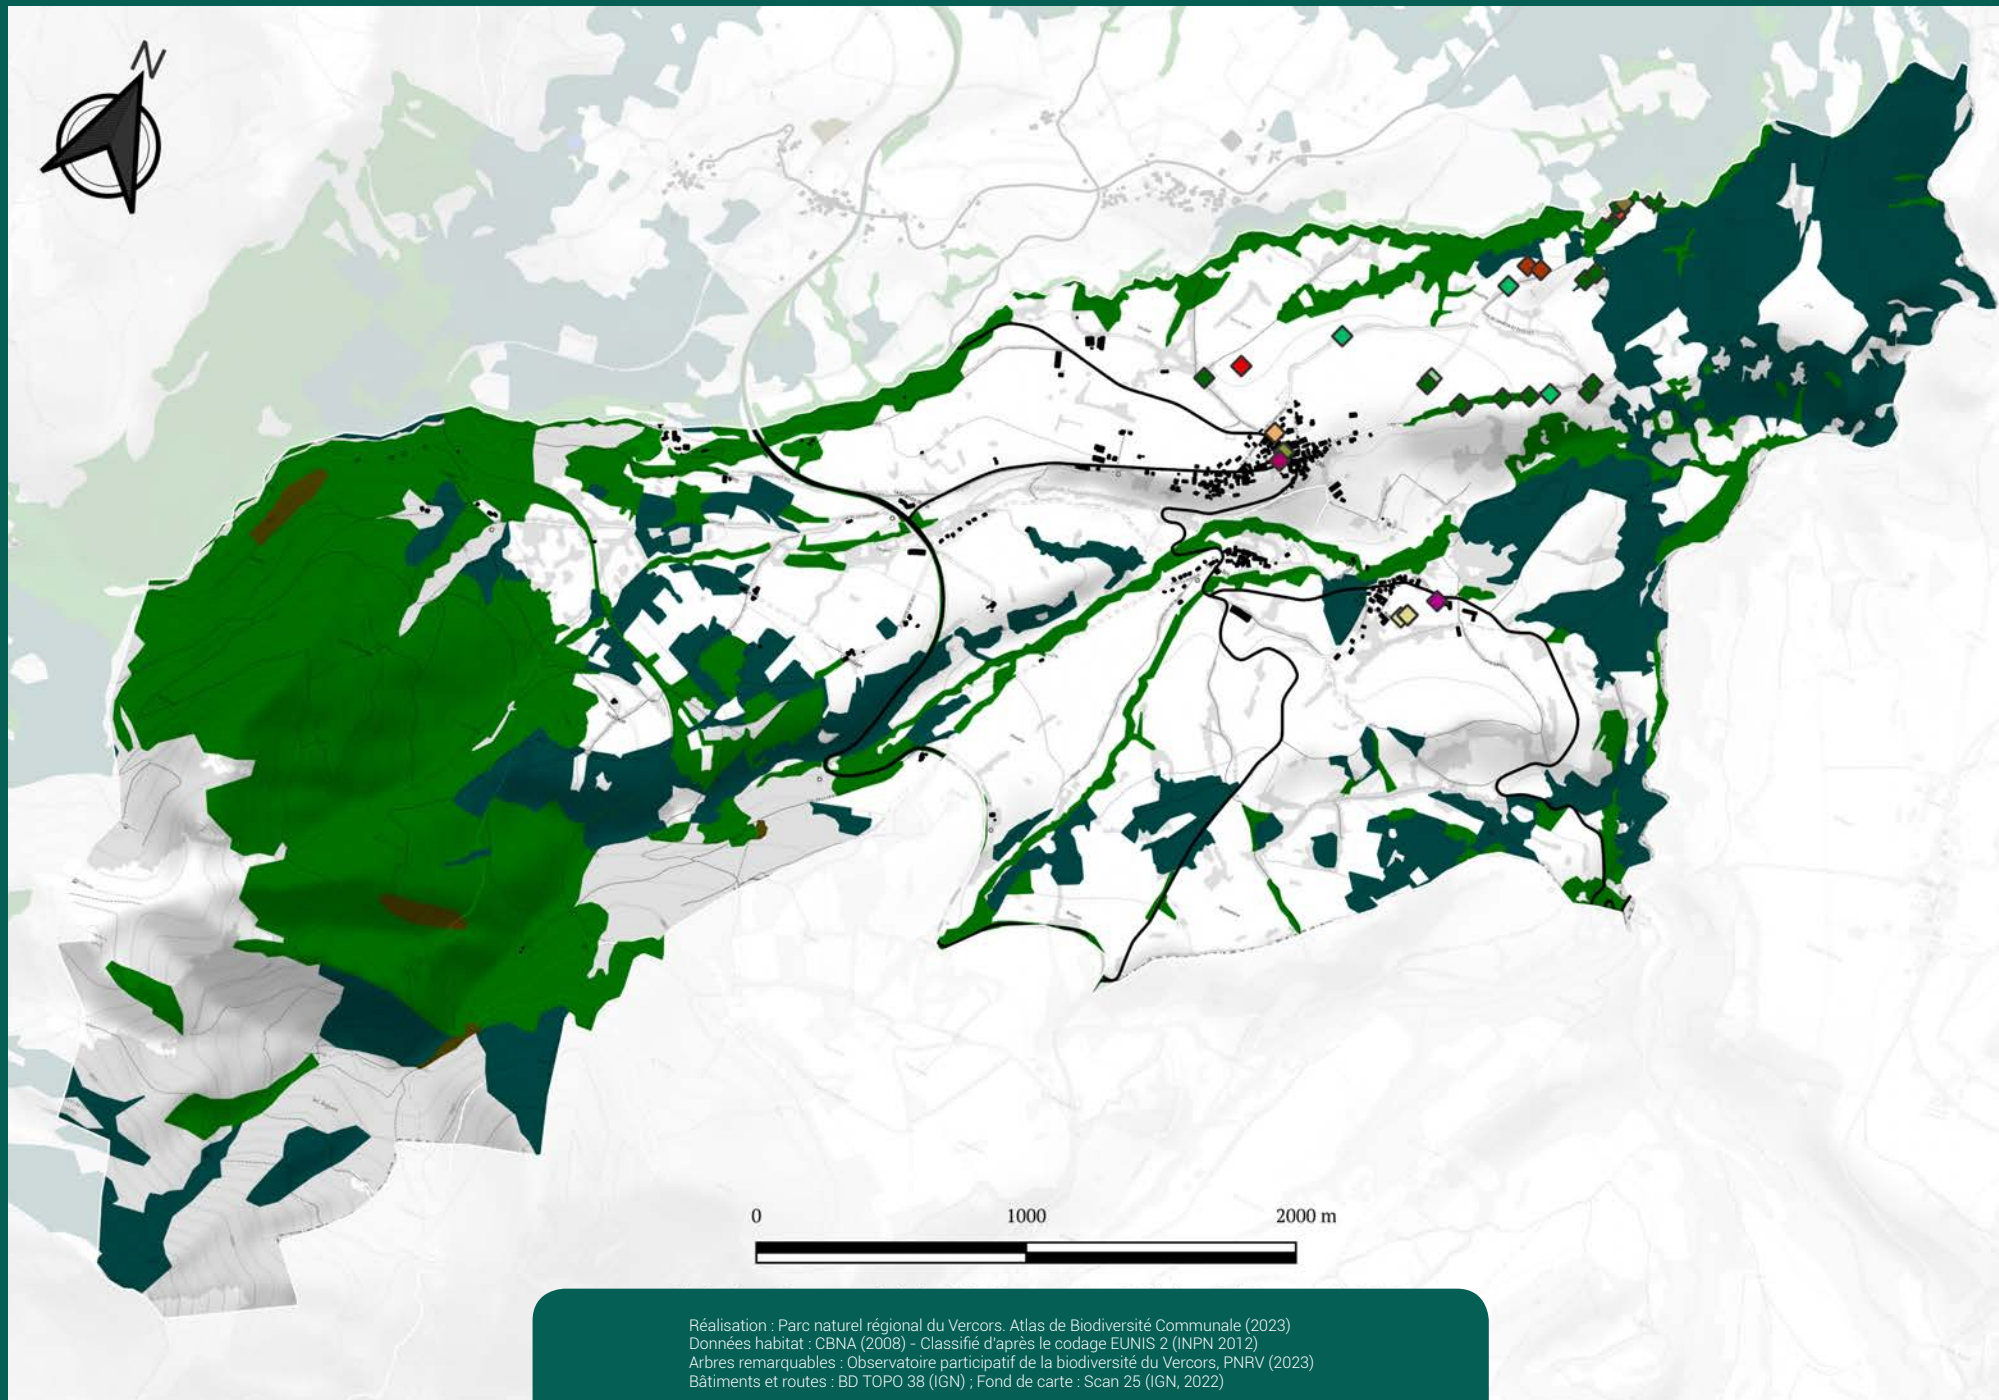 N
0 1000 2000 m
Réalisation : Parc naturel régional du Vercors. Atlas de Biodiversité Communale (2023)
Données habitat : CBNA (2008) - Classifié d'après le codage EUNIS 2 (INPN 2012)
Arbres remarquables : Observatoire participatif de la biodiversité du Vercors, PNRV (2023)
Bâtiments et routes : BD TOPO 38 (IGN) ; Fond de carte : Scan 25 (IGN, 2022)